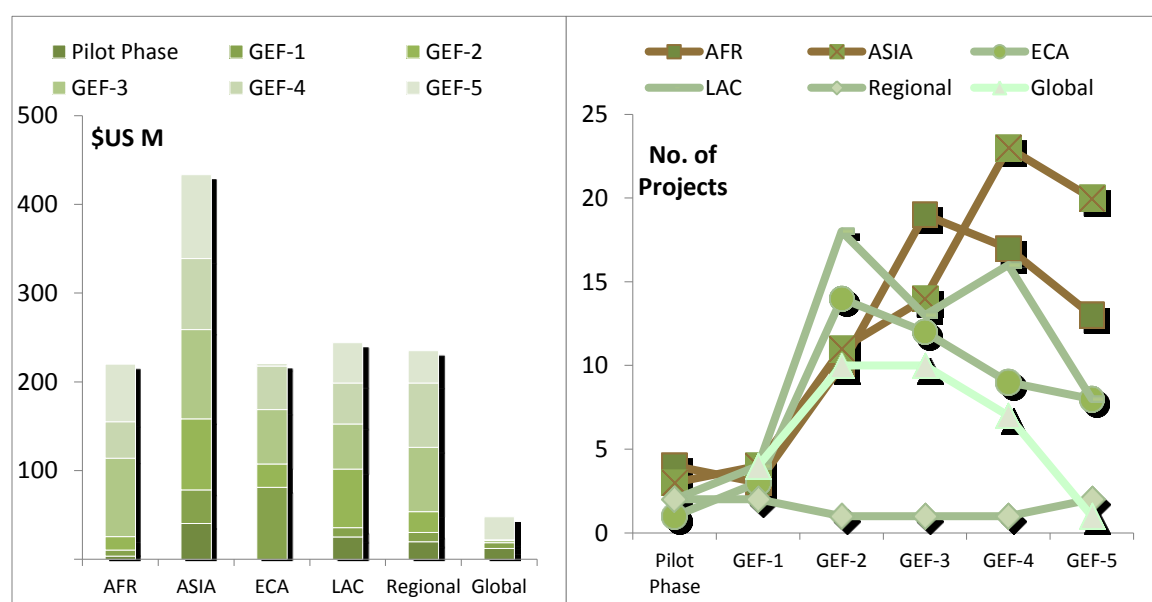 Pilot Phase GEF-1 GEF-2
GEF-3 GEF-4 GEF-5
$US M
500
400
300
200
100
AFR ASIA ECA LAC Regional Global
AFR ASIA ECA
LAC Regional Global
No. of
Projects
25
20
15
10
5
0
Pilot
Phase GEF-1 GEF-2 GEF-3 GEF-4 GEF-5